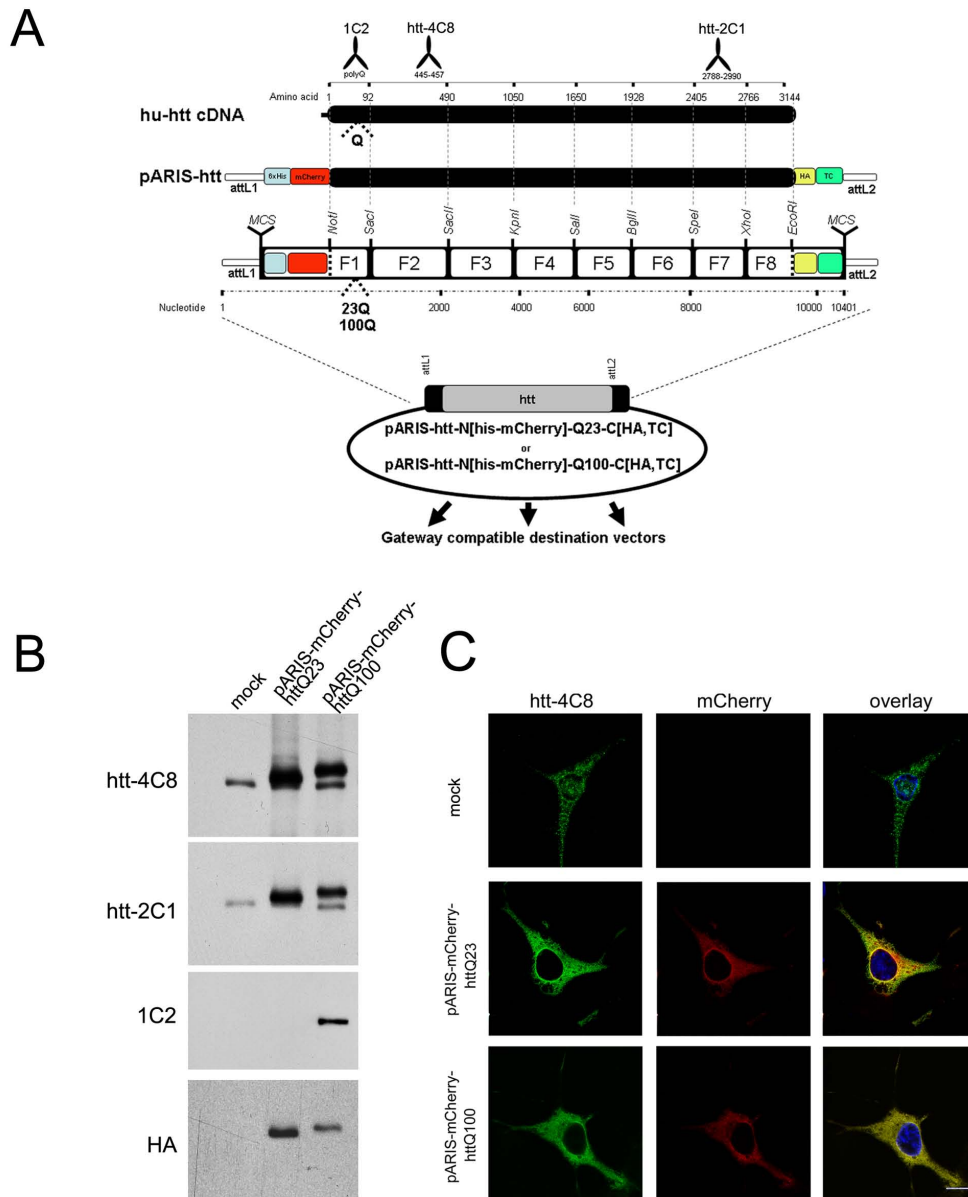 A
1C2 htt-4C8 htt-2C1
polyQ 445-457 2788-2990
Amino acid 1 92 490 1050 1650 1928 2405 2766 3144
hu-htt cDNA
Q
pARIS-htt
attL1 6xHis mCherry HA TC attL2
MCS NotI SacI SacII KpnI SalI BglII SpeI XhoI EcoRI MCS
attL1 F1 F2 F3 F4 F5 F6 F7 F8 attL2
Nucleotide 1 2000 4000 6000 8000 10000 10401
23Q
100Q
attL1 attL2
htt
pARIS-htt-N[his-mCherry]-Q23-C[HA,TC]
or
pARIS-htt-N[his-mCherry]-Q100-C[HA,TC]
Gateway compatible destination vectors
B
mock
pARIS-mCherry-
httQ23
pARIS-mCherry-
httQ100
htt-4C8
htt-2C1
1C2
HA
C
htt-4C8 mCherry overlay
mock
pARIS-mCherry-
httQ23
pARIS-mCherry-
httQ100